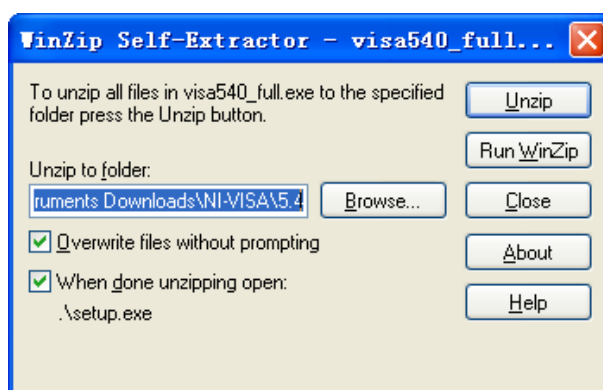 WinZip Self-Extractor - visa540_full...
To unzip all files in visa540_full.exe to the specified
folder press the Unzip button.
Unzip to folder:
ruments Downloads\NI-VISA\5.4
Browse...
Overwrite files without prompting
When done unzipping open:
.\setup.exe
Unzip
Run WinZip
Close
About
Help